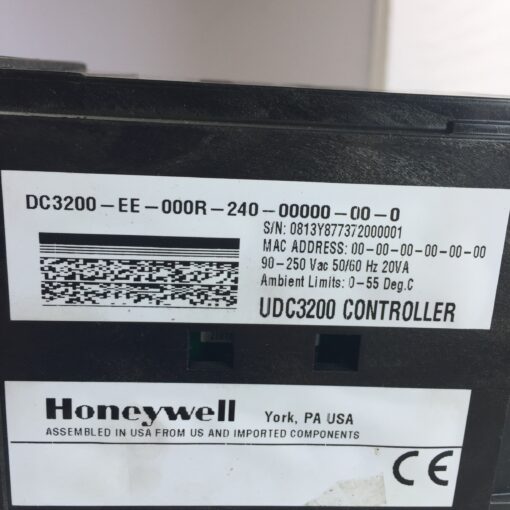 DC3200-EE-000R-240-00000-00-0
S/N: 0813Y877372000001
MAC ADDRESS: 00-00-00-00-00-00
90-250 Vac 50/60 Hz 20VA
Ambient Limits: 0-55 Deg.C
UDC3200 CONTROLLER
Honeywell York, PA USA
ASSEMBLED IN USA FROM US AND IMPORTED COMPONENTS
CE